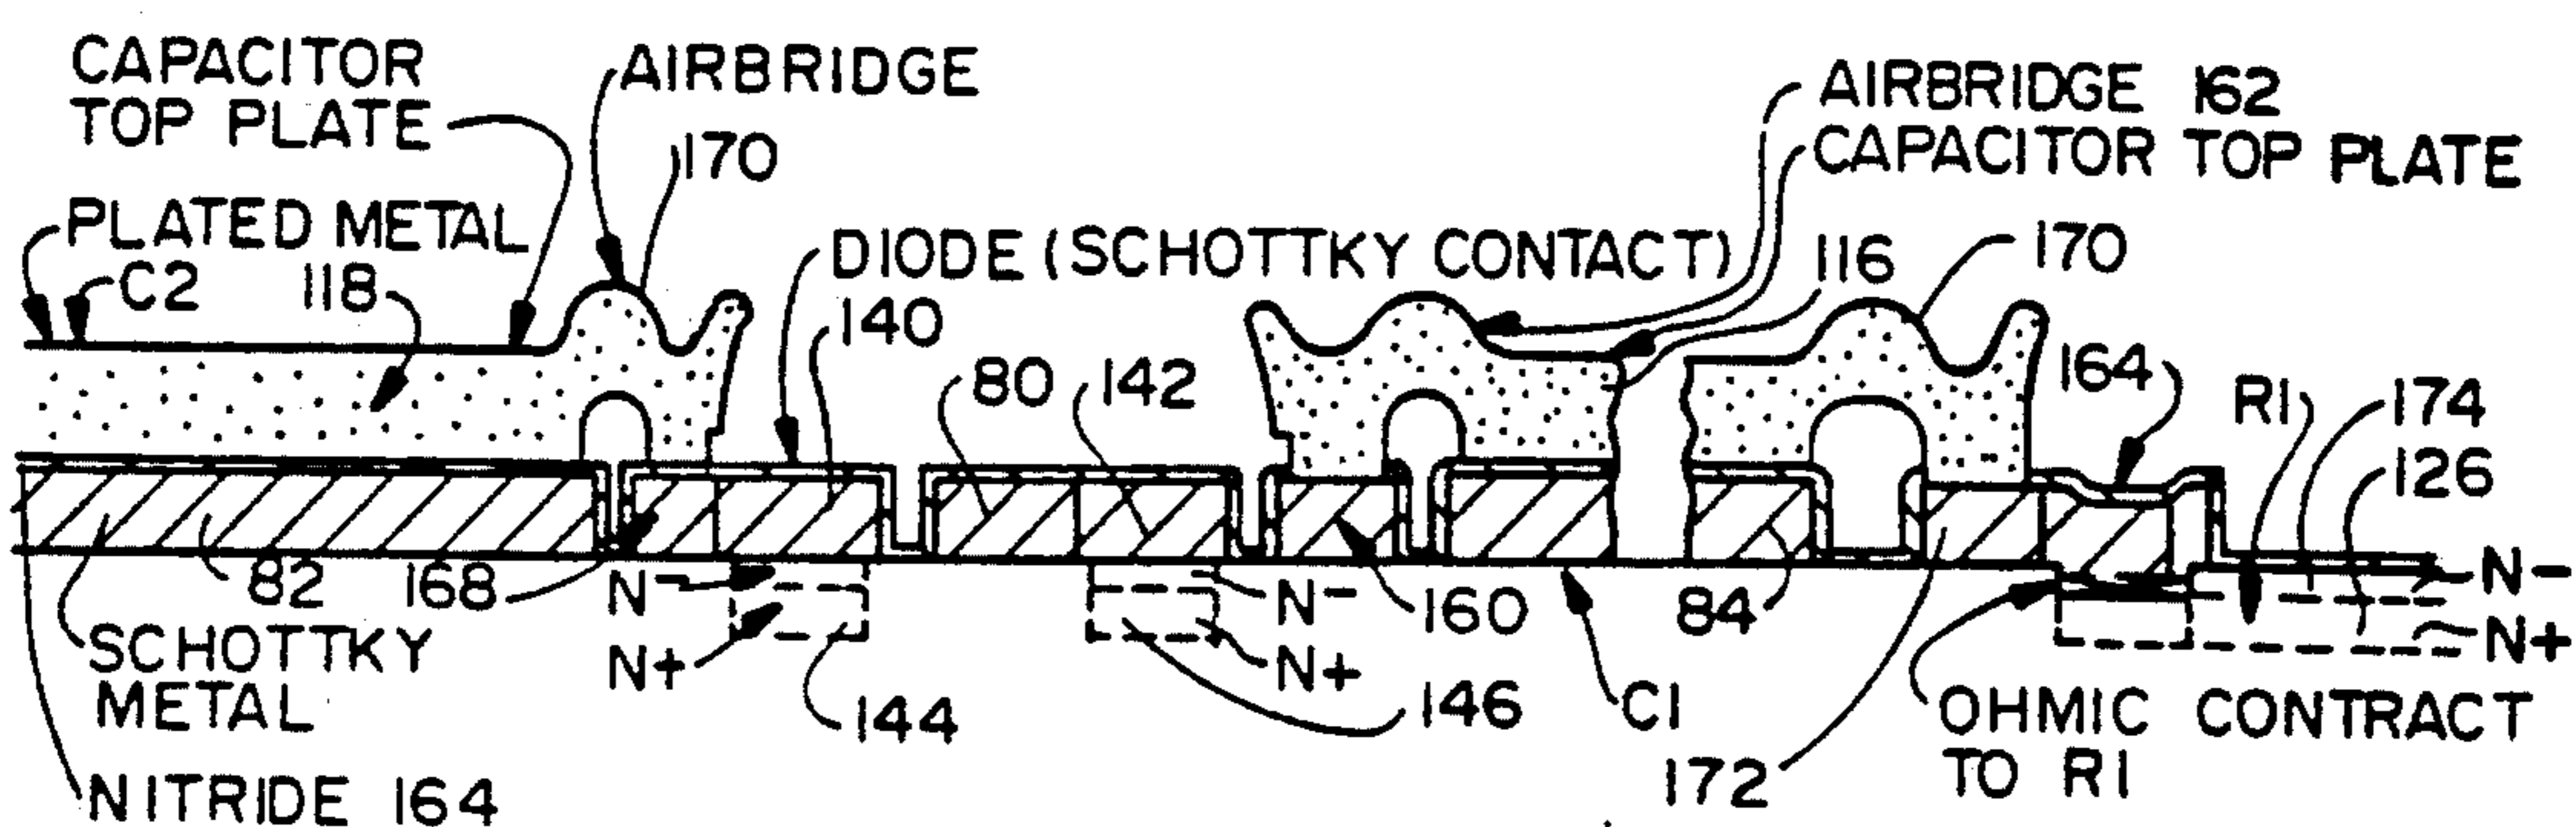 CAPACITOR
TOP PLATE
AIRBRIDGE
170
AIRBRIDGE 162
CAPACITOR TOP PLATE
PLATED METAL
C2
118
DIODE (SCHOTTKY CONTACT)
140
116
170
80
142
164
R1
174
126
82
168
N-
N+
144
N-
N+
146
160
C1
84
172
N-
N+
SCHOTTKY
METAL
OHMIC CONTRACT
TO R1
NITRIDE 164